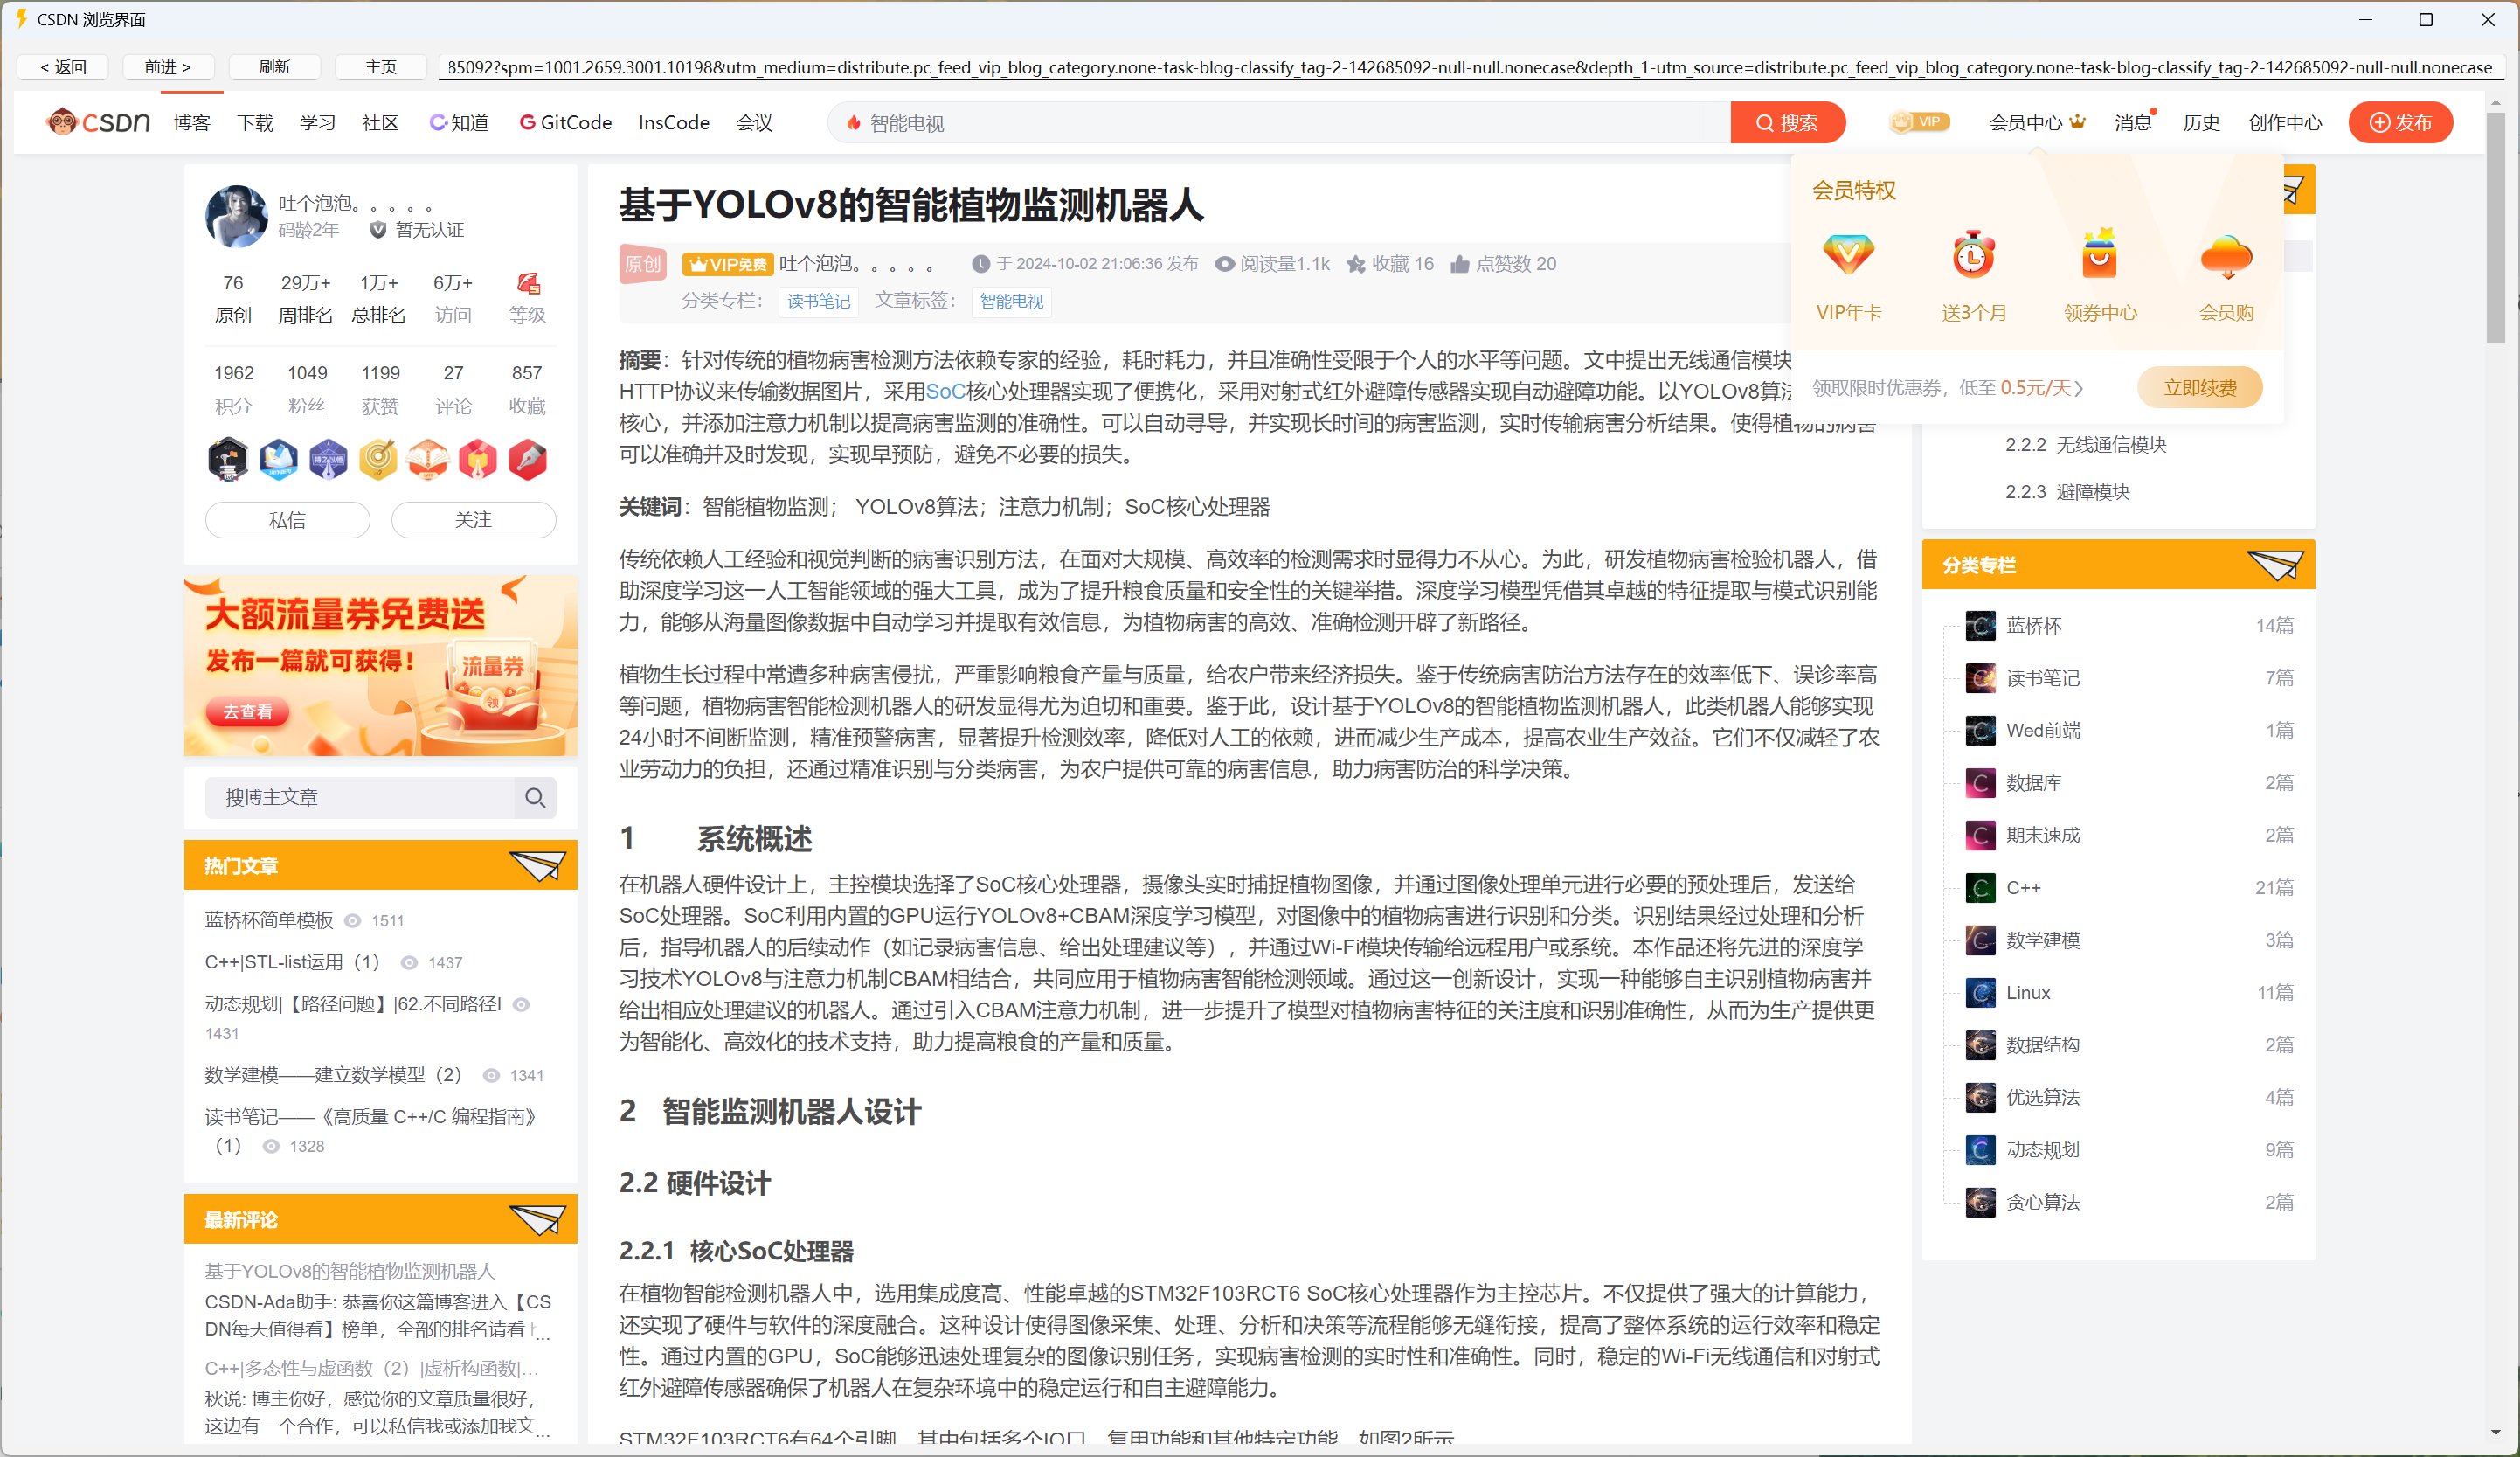 CSDN 浏览界面
< 返回
前进 >
刷新
主页
85092?spm=1001.2659.3001.10198&utm_medium=distribute.pc_feed_vip_blog_category.none-task-blog-classify_tag-2-142685092-null-null.nonecase&depth_1-utm_source=distribute.pc_feed_vip_blog_category.none-task-blog-classify_tag-2-142685092-null-null.nonecase
CSDN
博客
下载
学习
社区
C知道
GitCode
InsCode
会议
智能电视
搜索
VIP
会员中心
消息
历史
创作中心
发布
吐个泡泡。。。。。
码龄2年
暂无认证
76 29万+ 1万+ 6万+
原创 周排名 总排名 访问 等级
1962 1049 1199 27 857
积分 粉丝 获赞 评论 收藏
私信
关注
大额流量券免费送
发布一篇就可获得！
流量券
领
去查看
搜博主文章
热门文章
蓝桥杯简单模板 1511
C++|STL-list运用（1） 1437
动态规划|【路径问题】|62.不同路径I
1431
数学建模——建立数学模型（2） 1341
读书笔记——《高质量 C++/C 编程指南》
（1） 1328
最新评论
基于YOLOv8的智能植物监测机器人
CSDN-Ada助手: 恭喜你这篇博客进入【CS
DN每天值得看】榜单，全部的排名请看 ...
C++|多态性与虚函数（2）|虚析构函数|...
秋说: 博主你好，感觉你的文章质量很好，
这边有一个合作，可以私信我或添加我文...
基于YOLOv8的智能植物监测机器人
原创
VIP免费
吐个泡泡。。。。。
于 2024-10-02 21:06:36 发布
阅读量1.1k
收藏 16
点赞数 20
分类专栏： 读书笔记 文章标签： 智能电视
摘要：针对传统的植物病害检测方法依赖专家的经验，耗时耗力，并且准确性受限于个人的水平等问题。文中提出无线通信模块
HTTP协议来传输数据图片，采用SoC核心处理器实现了便携化，采用对射式红外避障传感器实现自动避障功能。以YOLOv8算法
核心，并添加注意力机制以提高病害监测的准确性。可以自动寻导，并实现长时间的病害监测，实时传输病害分析结果。使得植物的病害
可以准确并及时发现，实现早预防，避免不必要的损失。
关键词：智能植物监测； YOLOv8算法；注意力机制；SoC核心处理器
传统依赖人工经验和视觉判断的病害识别方法，在面对大规模、高效率的检测需求时显得力不从心。为此，研发植物病害检验机器人，借
助深度学习这一人工智能领域的强大工具，成为了提升粮食质量和安全性的关键举措。深度学习模型凭借其卓越的特征提取与模式识别能
力，能够从海量图像数据中自动学习并提取有效信息，为植物病害的高效、准确检测开辟了新路径。
植物生长过程中常遭多种病害侵扰，严重影响粮食产量与质量，给农户带来经济损失。鉴于传统病害防治方法存在的效率低下、误诊率高
等问题，植物病害智能检测机器人的研发显得尤为迫切和重要。鉴于此，设计基于YOLOv8的智能植物监测机器人，此类机器人能够实现
24小时不间断监测，精准预警病害，显著提升检测效率，降低对人工的依赖，进而减少生产成本，提高农业生产效益。它们不仅减轻了农
业劳动力的负担，还通过精准识别与分类病害，为农户提供可靠的病害信息，助力病害防治的科学决策。
1 系统概述
在机器人硬件设计上，主控模块选择了SoC核心处理器，摄像头实时捕捉植物图像，并通过图像处理单元进行必要的预处理后，发送给
SoC处理器。SoC利用内置的GPU运行YOLOv8+CBAM深度学习模型，对图像中的植物病害进行识别和分类。识别结果经过处理和分析
后，指导机器人的后续动作（如记录病害信息、给出处理建议等），并通过Wi-Fi模块传输给远程用户或系统。本作品还将先进的深度学
习技术YOLOv8与注意力机制CBAM相结合，共同应用于植物病害智能检测领域。通过这一创新设计，实现一种能够自主识别植物病害并
给出相应处理建议的机器人。通过引入CBAM注意力机制，进一步提升了模型对植物病害特征的关注度和识别准确性，从而为生产提供更
为智能化、高效化的技术支持，助力提高粮食的产量和质量。
2 智能监测机器人设计
2.2 硬件设计
2.2.1 核心SoC处理器
在植物智能检测机器人中，选用集成度高、性能卓越的STM32F103RCT6 SoC核心处理器作为主控芯片。不仅提供了强大的计算能力，
还实现了硬件与软件的深度融合。这种设计使得图像采集、处理、分析和决策等流程能够无缝衔接，提高了整体系统的运行效率和稳定
性。通过内置的GPU，SoC能够迅速处理复杂的图像识别任务，实现病害检测的实时性和准确性。同时，稳定的Wi-Fi无线通信和对射式
红外避障传感器确保了机器人在复杂环境中的稳定运行和自主避障能力。
STM32F103RCT6有64个引脚，其中包括多个IO口、复用功能和其他特定功能，如图2所示
会员特权
VIP年卡
送3个月
领券中心
会员购
领取限时优惠券，低至 0.5元/天
立即续费
2.2.2 无线通信模块
2.2.3 避障模块
分类专栏
蓝桥杯 14篇
读书笔记 7篇
Wed前端 1篇
数据库 2篇
期末速成 2篇
C++ 21篇
数学建模 3篇
Linux 11篇
数据结构 2篇
优选算法 4篇
动态规划 9篇
贪心算法 2篇